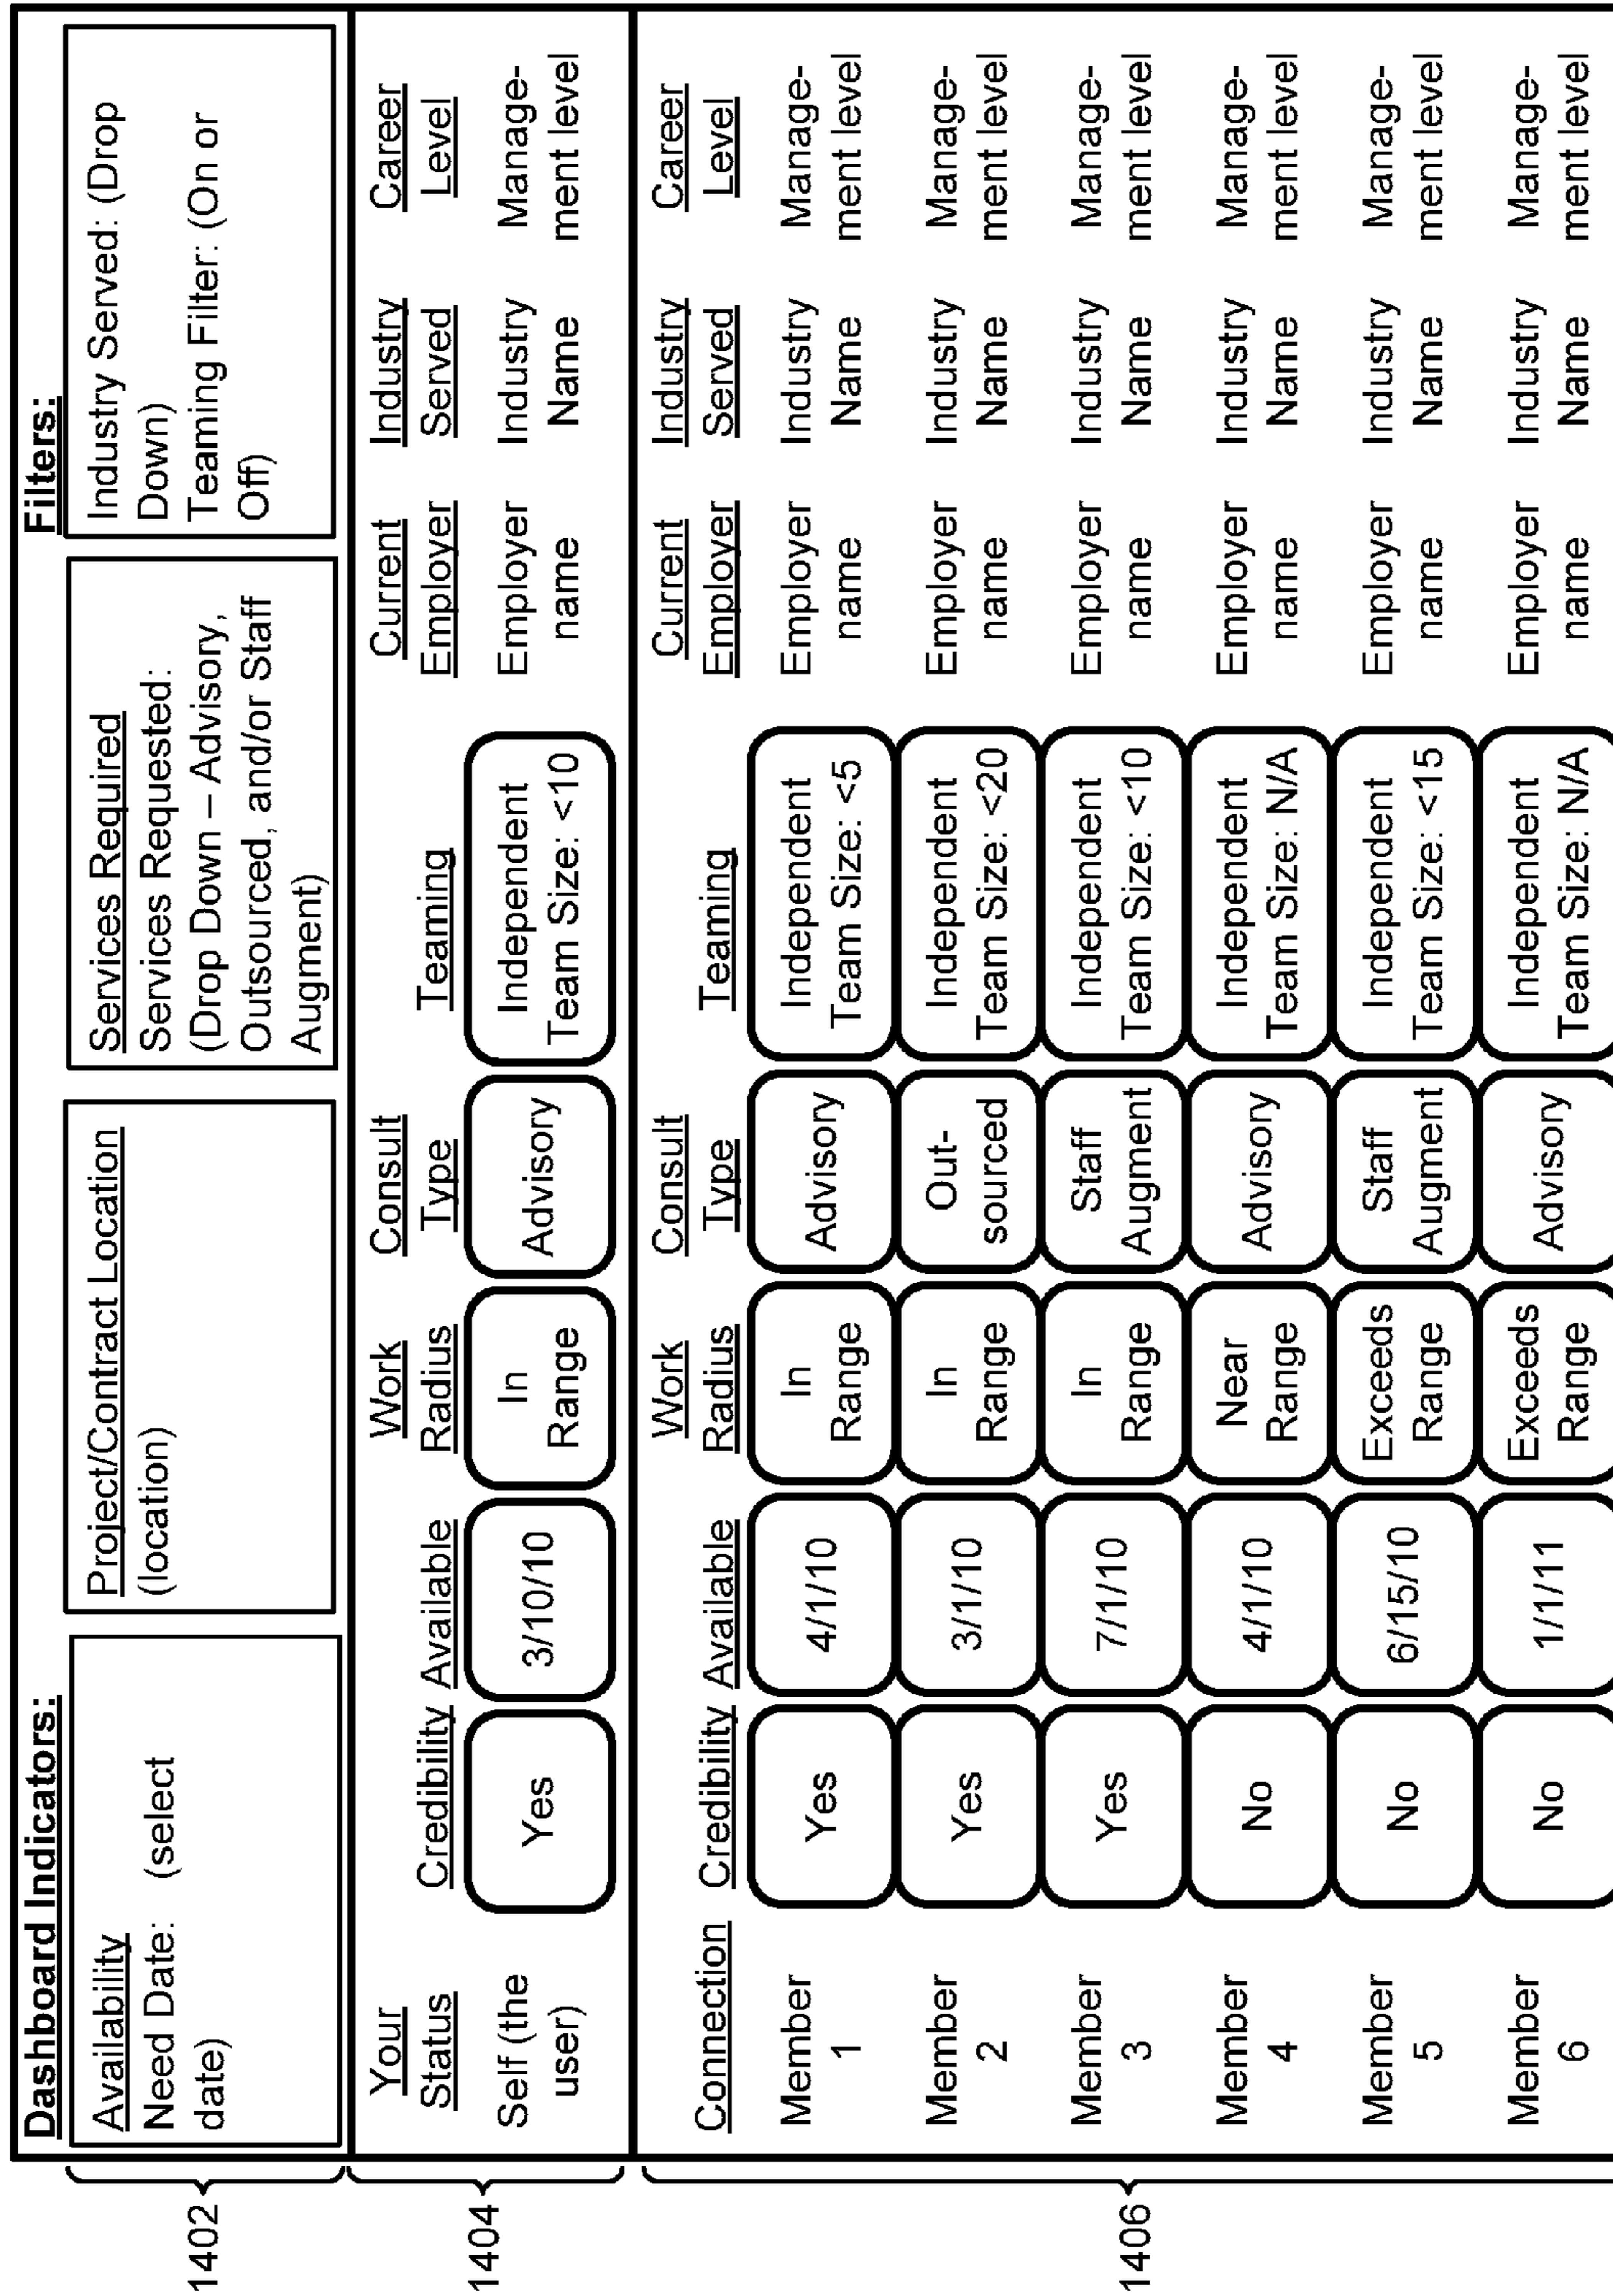 Dashboard Indicators:
Filters:
Availability
Need Date: (select
date)
Project/Contract Location
(location)
Services Required
Services Requested:
(Drop Down – Advisory,
Outsourced, and/or Staff
Augment)
Industry Served: (Drop
Down)
Teaming Filter: (On or
Off)
1402
Your
Status
Credibility
Available
Work
Radius
Consult
Type
Teaming
Current
Employer
Industry
Served
Career
Level
Self (the
user)
Yes
3/10/10
In
Range
Advisory
Independent
Team Size: <10
Employer
name
Industry
Name
Manage-
ment level
1404
Connection
Credibility
Available
Work
Radius
Consult
Type
Teaming
Current
Employer
Industry
Served
Career
Level
Member
1
Yes
4/1/10
In
Range
Advisory
Independent
Team Size: <5
Employer
name
Industry
Name
Manage-
ment level
Member
2
Yes
3/1/10
In
Range
Out-
sourced
Independent
Team Size: <20
Employer
name
Industry
Name
Manage-
ment level
Member
3
Yes
7/1/10
In
Range
Staff
Augment
Independent
Team Size: <10
Employer
name
Industry
Name
Manage-
ment level
Member
4
No
4/1/10
Near
Range
Advisory
Independent
Team Size: N/A
Employer
name
Industry
Name
Manage-
ment level
Member
5
No
6/15/10
Exceeds
Range
Staff
Augment
Independent
Team Size: <15
Employer
name
Industry
Name
Manage-
ment level
Member
6
No
1/1/11
Exceeds
Range
Advisory
Independent
Team Size: N/A
Employer
name
Industry
Name
Manage-
ment level
1406